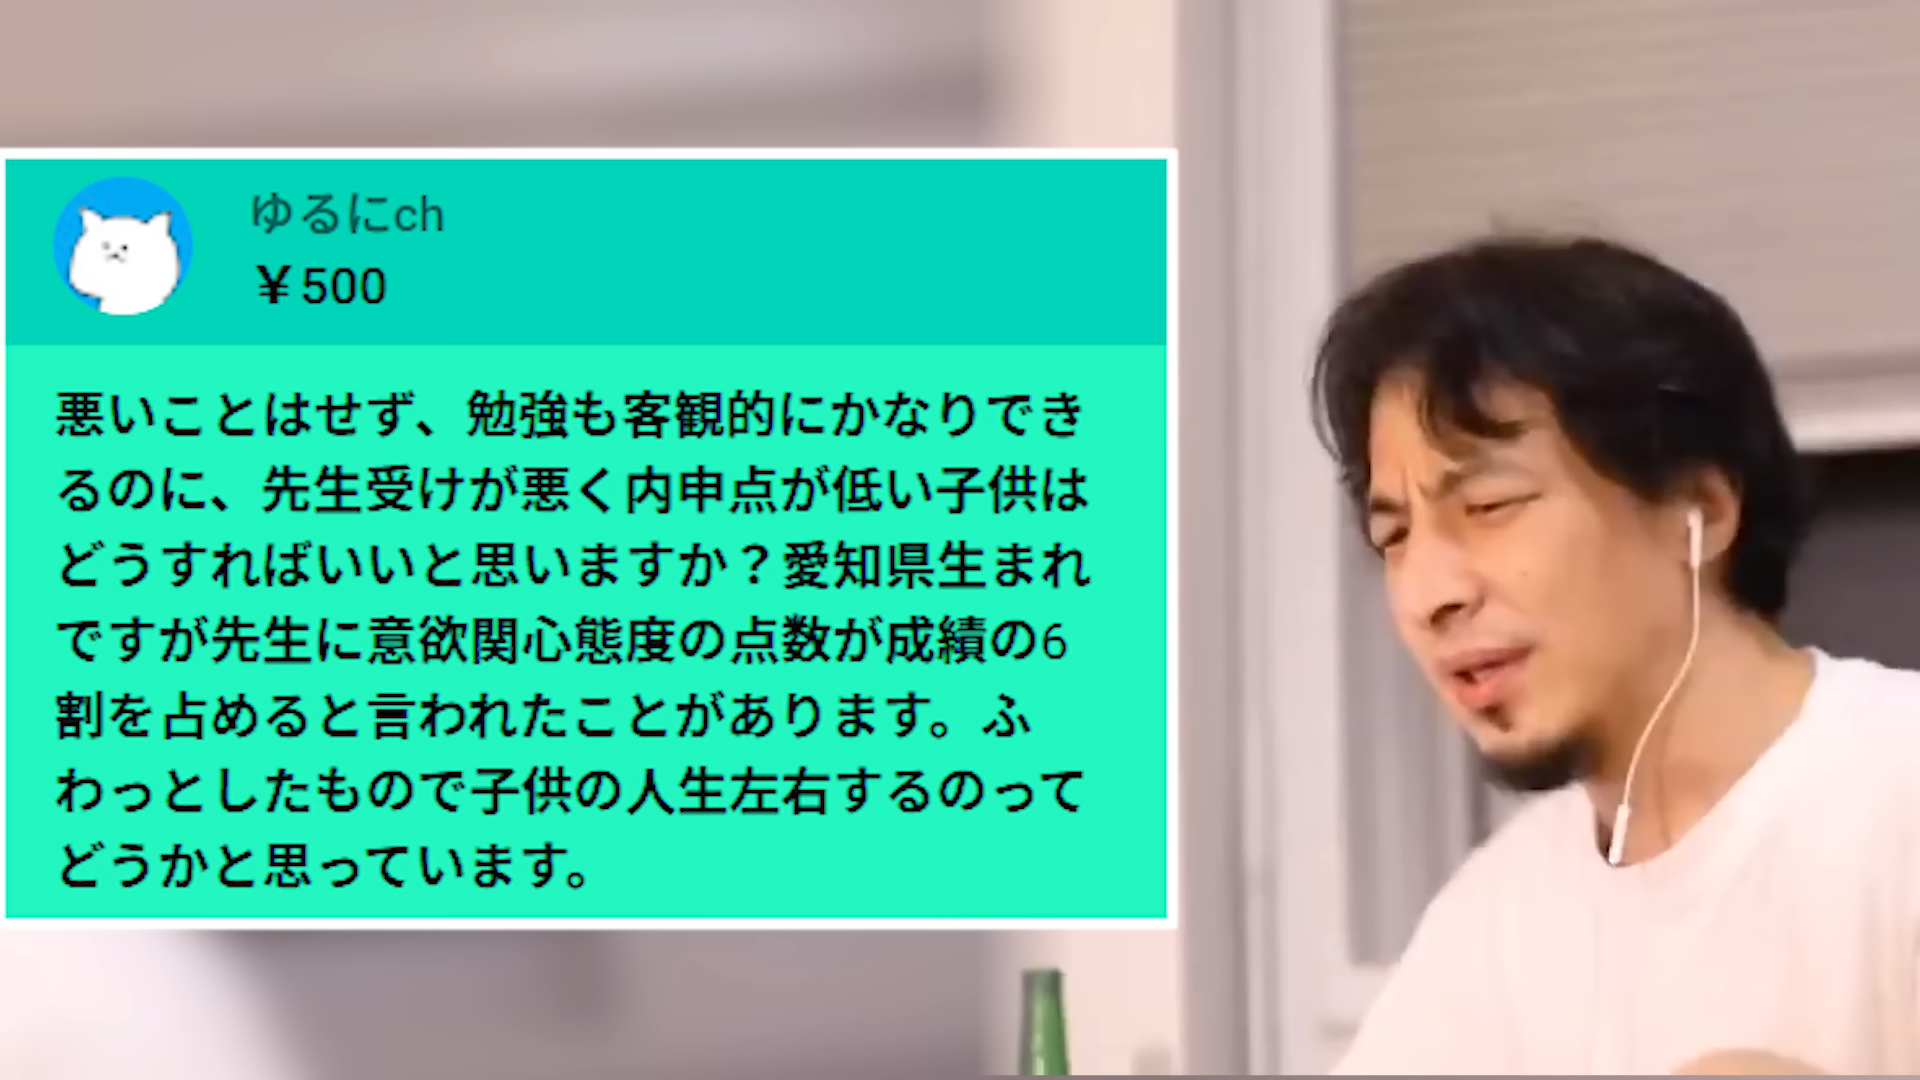 ゆるにch
￥500
悪いことはせず、勉強も客観的にかなりでき
るのに、先生受けが悪く内申点が低い子供は
どうすればいいと思いますか？愛知県生まれ
ですが先生に意欲関心態度の点数が成績の6
割を占めると言われたことがあります。ふ
わっとしたもので子供の人生左右するのって
どうかと思っています。